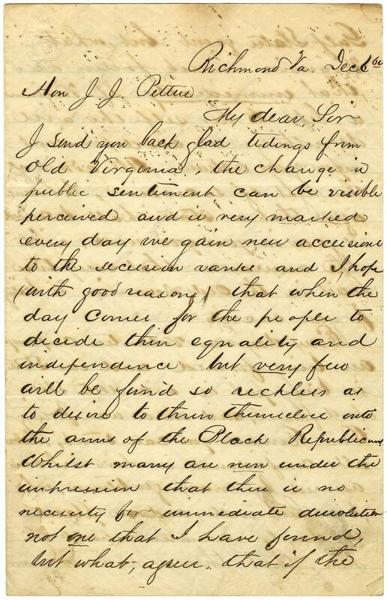 Richmond Va. Dec 6 60
Hon J. J. Pettus
My dear Sir
I send you back glad tidings from
Old Virginia, the change in
public sentiment can be visibly
perceived and is very marked
every day we gain new accessions
to the secession ranks and I hope
(with good reasons) that when the
day comes for the people to
decide their equality and
independence but very few
will be found so reckless as
to desire to throw themselves into
the arms of the Black Republicans
Whilst many are now under the
impression that there is no
necessity for immediate dissolution
not one that I have found,
but what, agree, that if the